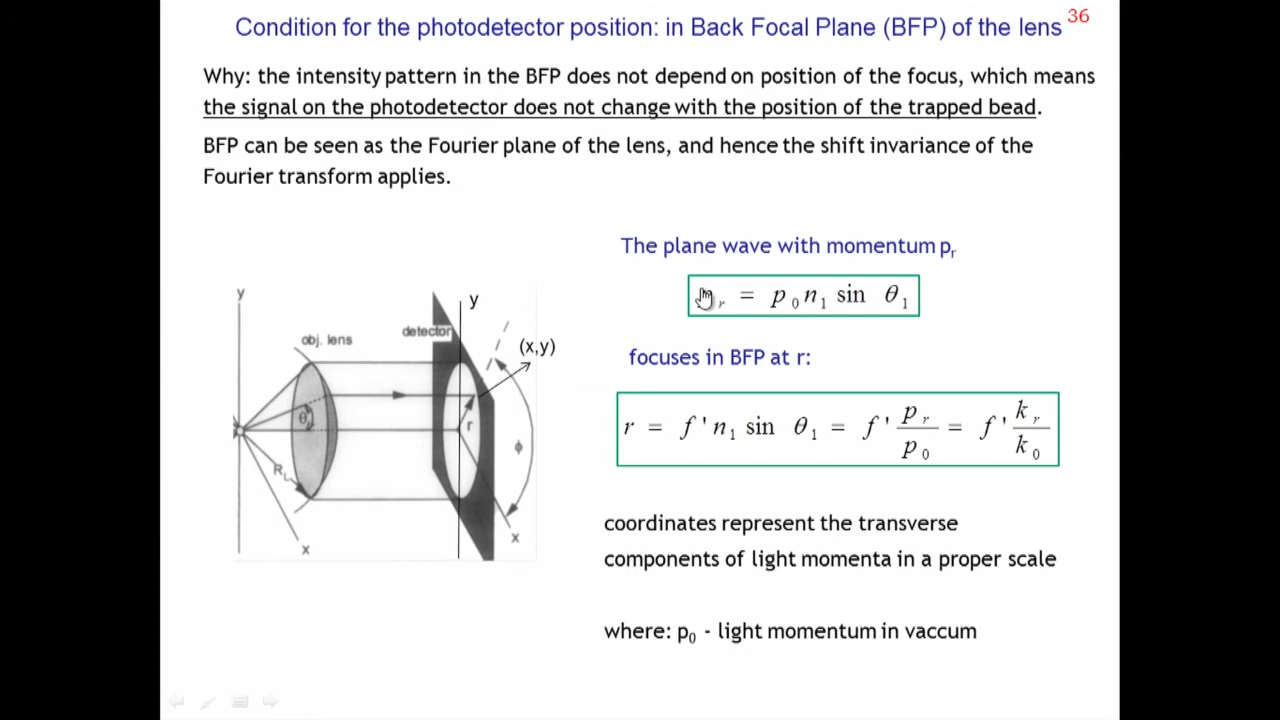 36
Condition for the photodetector position: in Back Focal Plane (BFP) of the lens
Why: the intensity pattern in the BFP does not depend on position of the focus, which means
the signal on the photodetector does not change with the position of the trapped bead.
BFP can be seen as the Fourier plane of the lens, and hence the shift invariance of the
Fourier transform applies.
The plane wave with momentum pᵣ
ᵣ = p₀n₁ sin θ₁
focuses in BFP at r:
r = f'n₁ sin θ₁ = f' pᵣ/p₀ = f' kᵣ/k₀
coordinates represent the transverse
components of light momenta in a proper scale
where: p₀ - light momentum in vaccum
y
obj. lens
detector
y
(x,y)
θ
r
ϕ
R_L
x
x